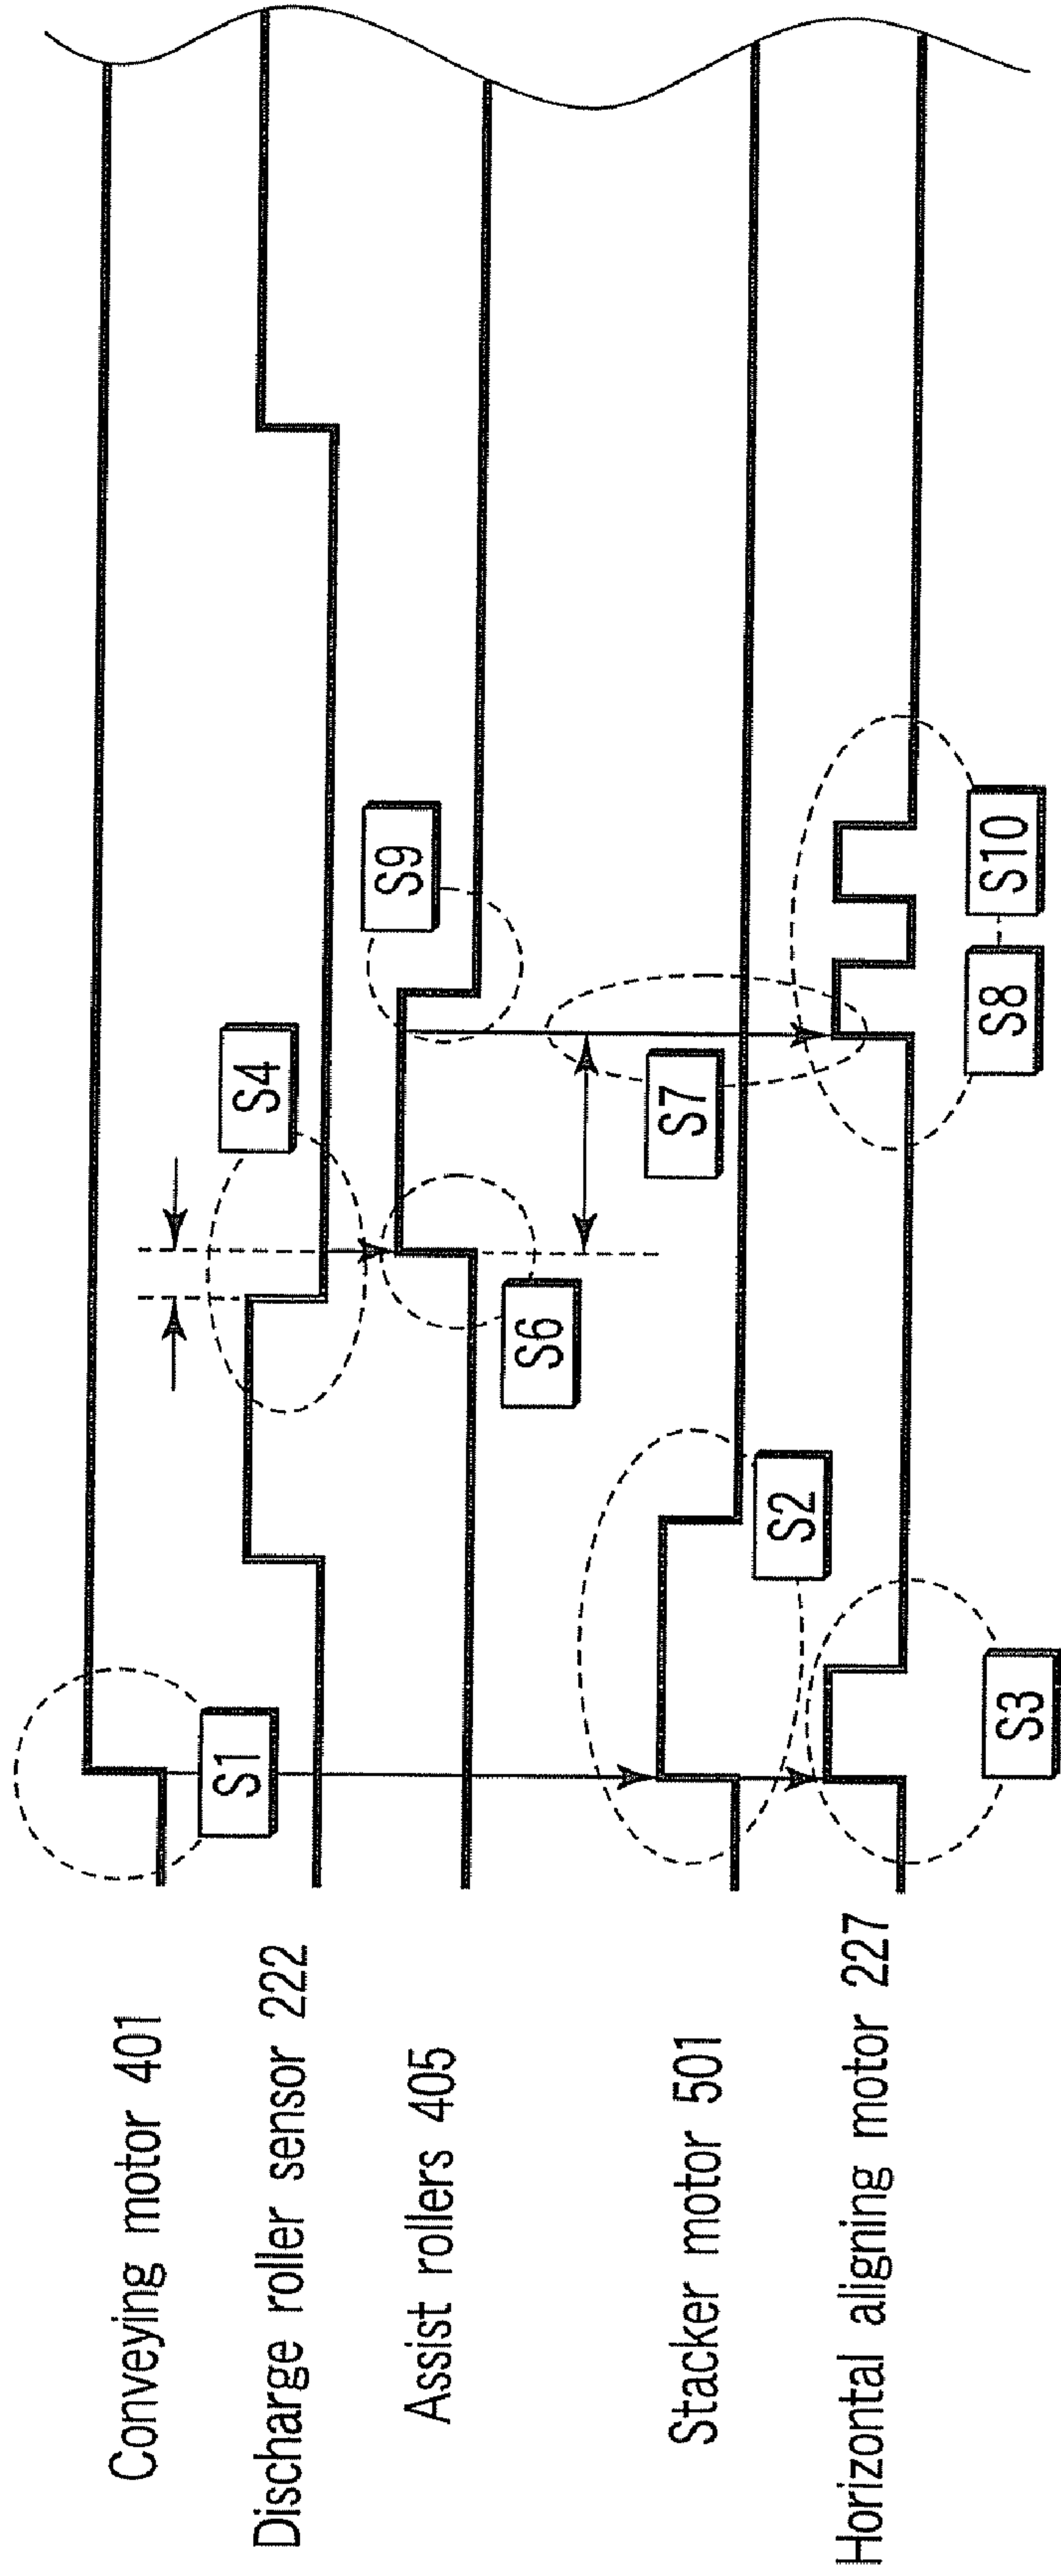 Conveying motor 401
S1
Discharge roller sensor 222
S4
Assist rollers 405
S6
S9
S7
Stacker motor 501
S2
Horizontal aligning motor 227
S3
S8
S10